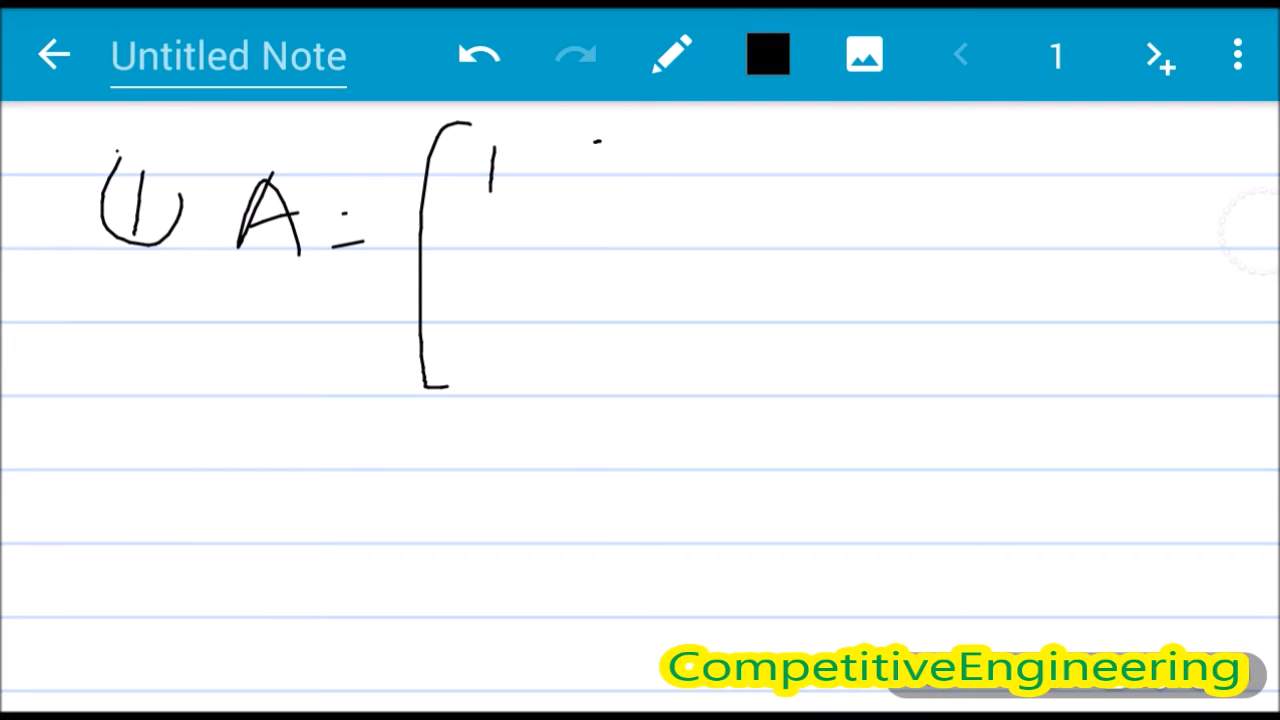 Untitled Note 1
① A = [ 1
CompetitiveEngineering